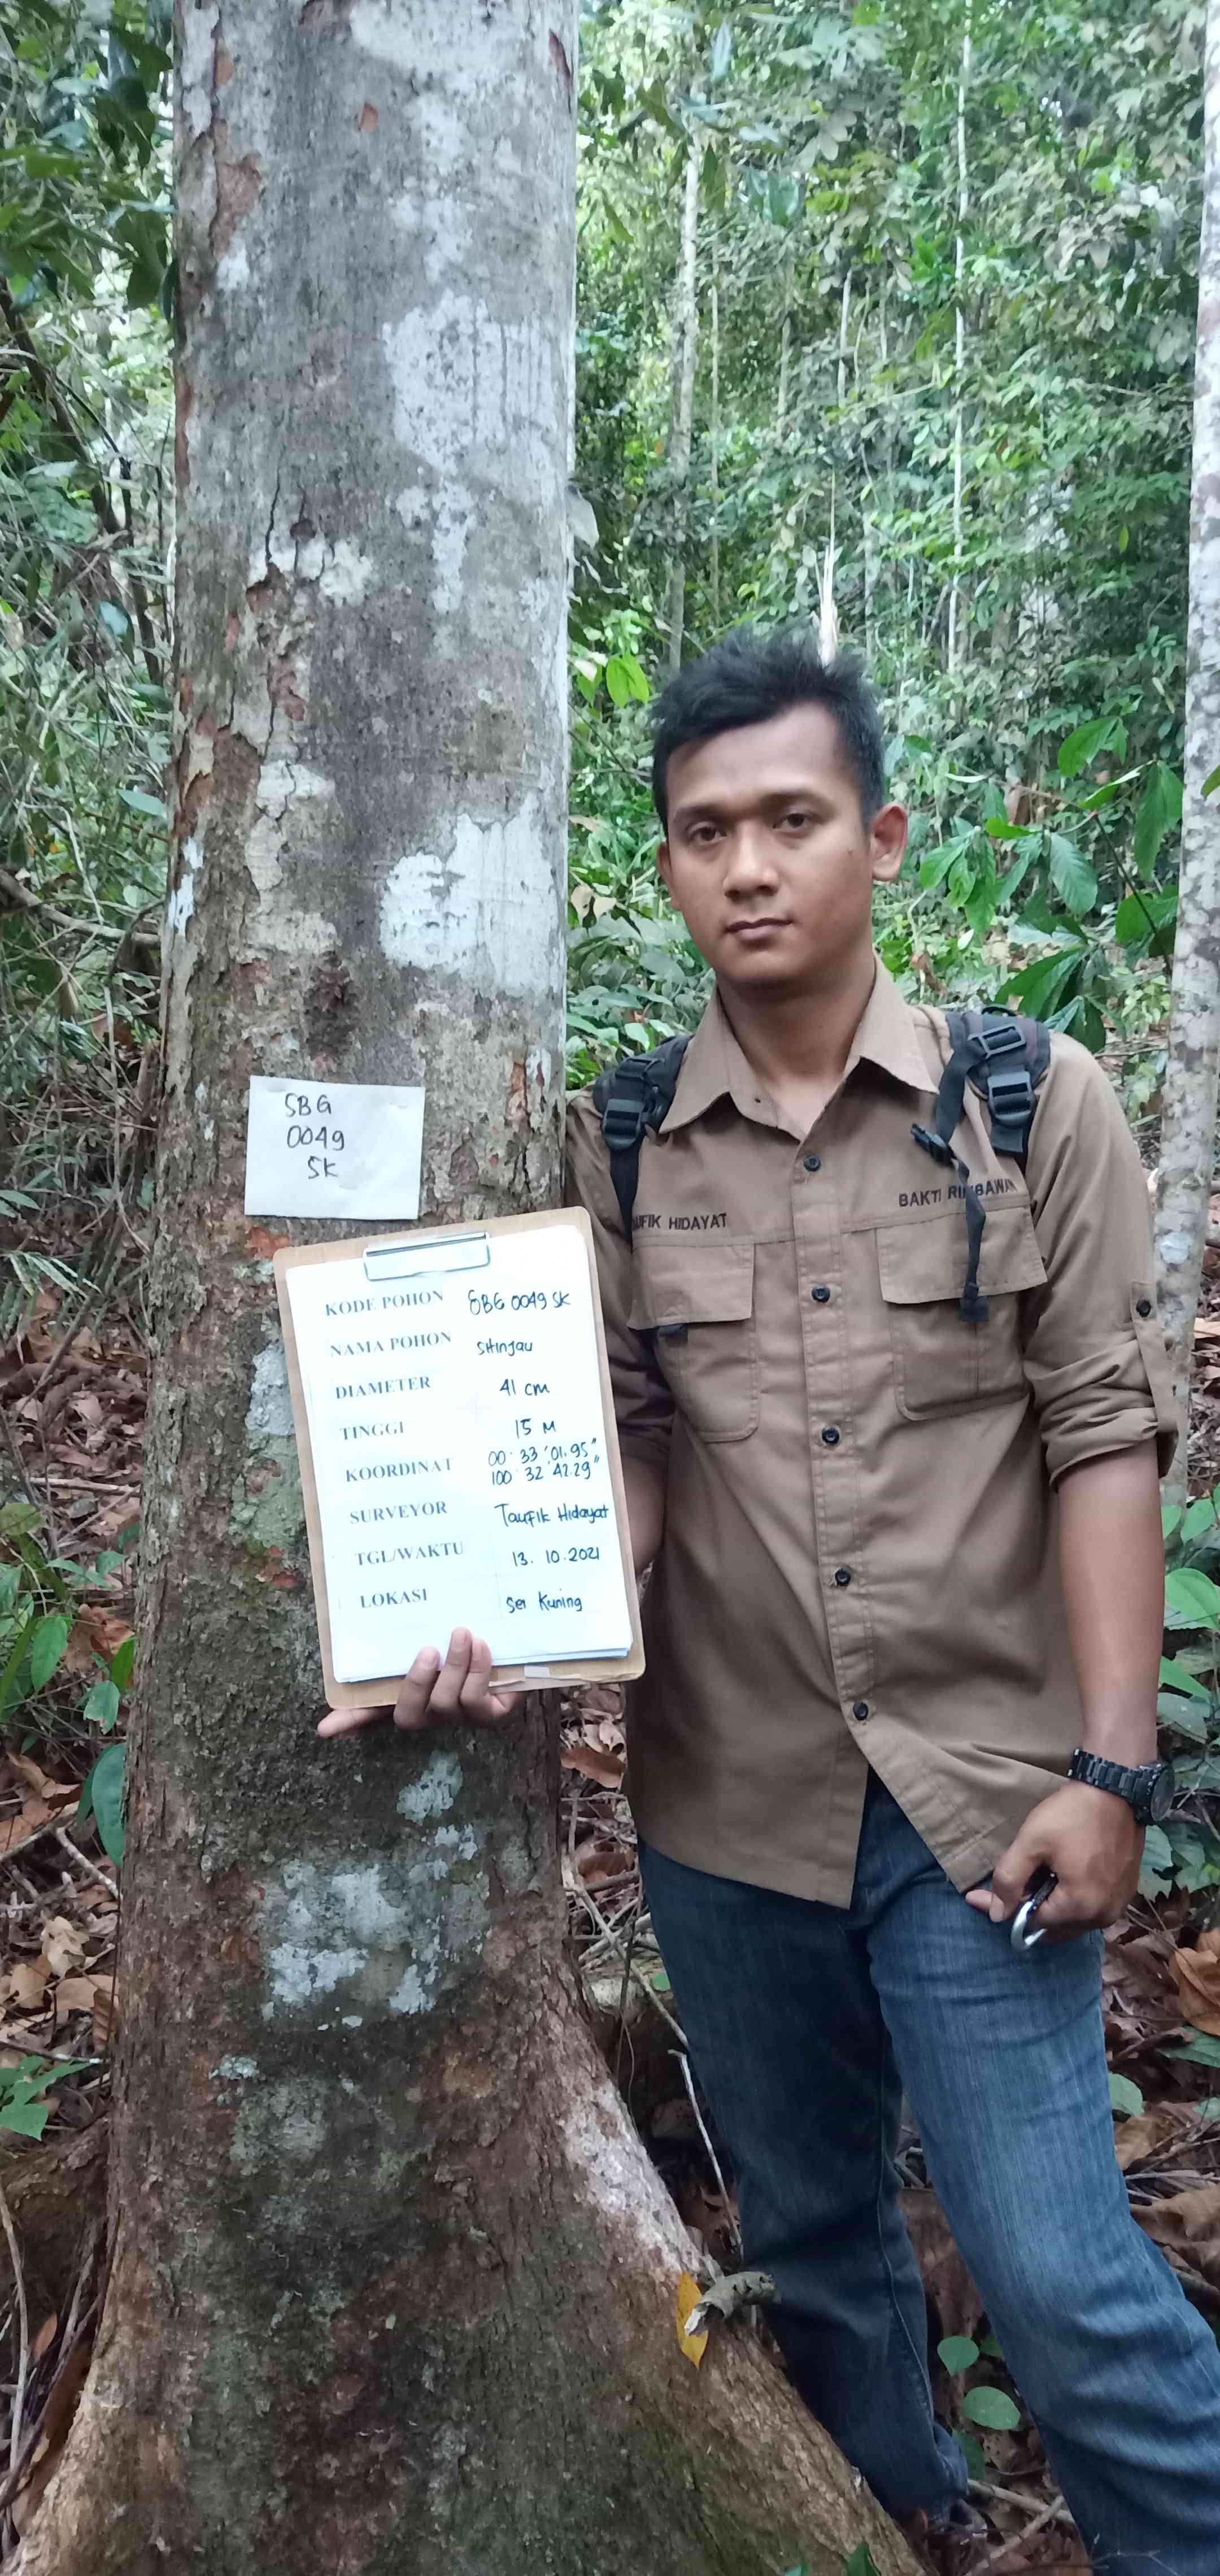 SBG
0049
SK
UFIK HIDAYAT
BAKTI RIMBAWAN
KODE POHON SBG 0049 SK
NAMA POHON SHINJAU
DIAMETER 41 cm
TINGGI 15 M
KOORDINAT 00° 33' 01.95"
100° 32' 42.29"
SURVEYOR Taufik Hidayat
TGL/WAKTU 13. 10. 2021
LOKASI Sei Kuning